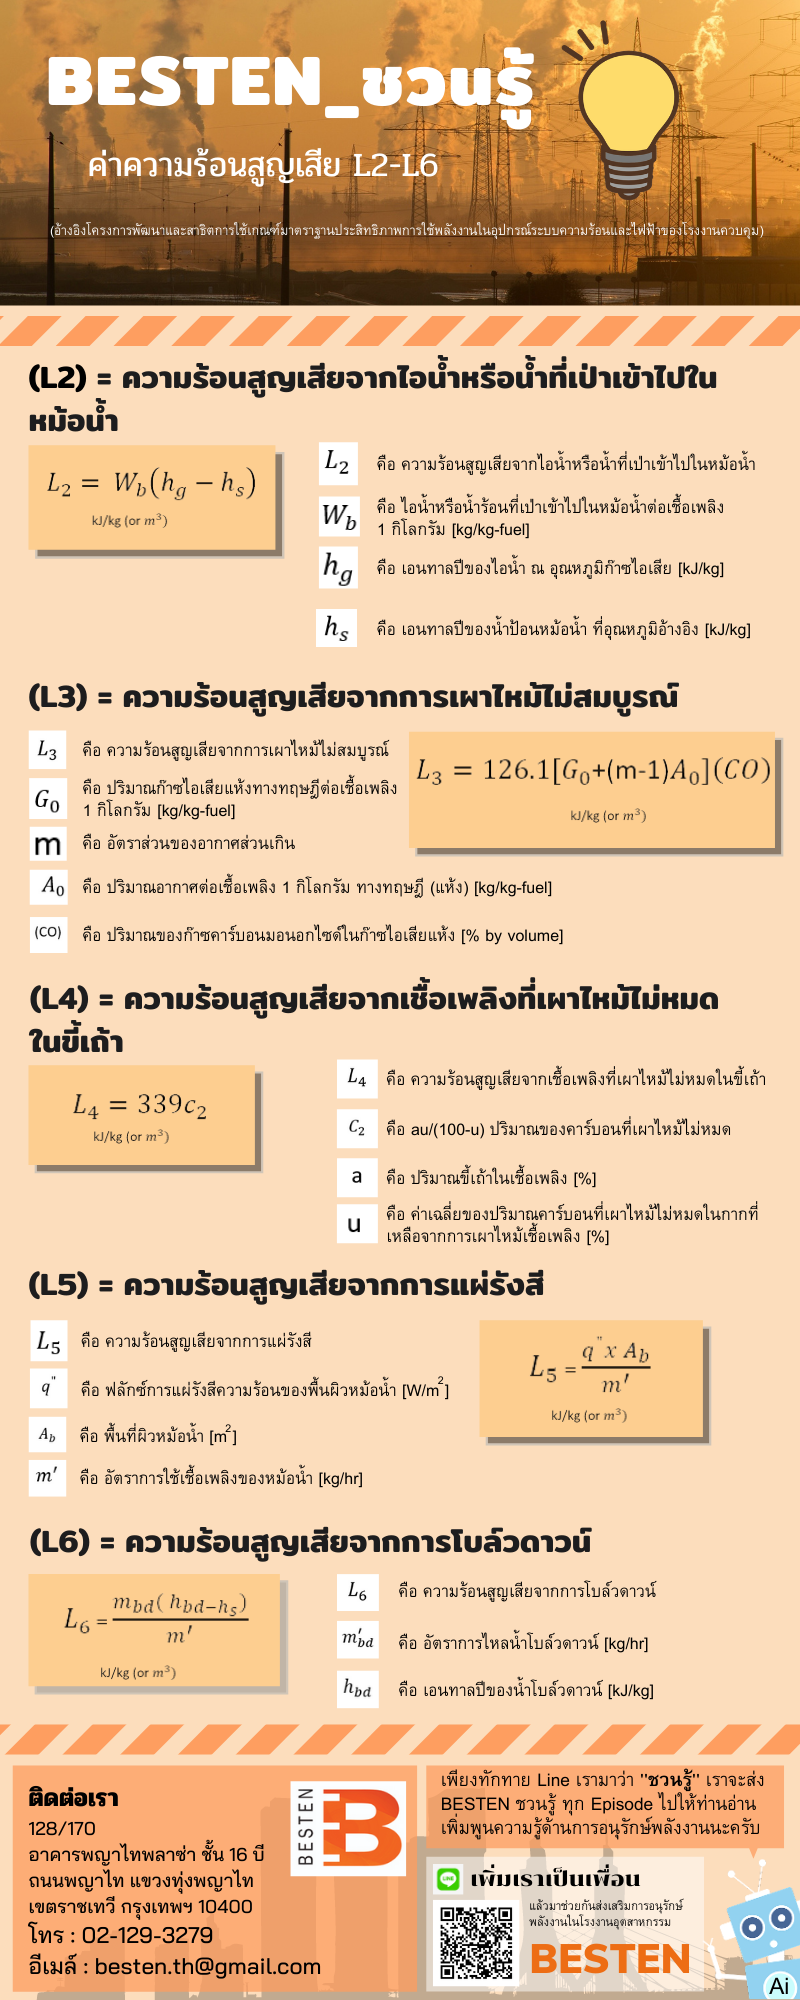 BESTEN_ชวนรู้
ค่าความร้อนสูญเสีย L2-L6
(อ้างอิงโครงการพัฒนาและสาธิตการใช้เกณฑ์มาตราฐานประสิทธิภาพการใช้พลังงานในอุปกรณ์ระบบความร้อนและไฟฟ้าของโรงงานควบคุม)
(L2) = ความร้อนสูญเสียจากไอน้ำหรือน้ำที่เป่าเข้าไปใน
หม้อน้ำ
L₂ = W_b(h_g − h_s)
kJ/kg (or m³)
L₂ คือ ความร้อนสูญเสียจากไอน้ำหรือน้ำที่เป่าเข้าไปในหม้อน้ำ
W_b คือ ไอน้ำหรือน้ำร้อนที่เป่าเข้าไปในหม้อน้ำต่อเชื้อเพลิง
1 กิโลกรัม [kg/kg-fuel]
h_g คือ เอนทาลปีของไอน้ำ ณ อุณหภูมิก๊าซไอเสีย [kJ/kg]
h_s คือ เอนทาลปีของน้ำป้อนหม้อน้ำ ที่อุณหภูมิอ้างอิง [kJ/kg]
(L3) = ความร้อนสูญเสียจากการเผาไหม้ไม่สมบูรณ์
L₃ คือ ความร้อนสูญเสียจากการเผาไหม้ไม่สมบูรณ์
G₀ คือ ปริมาณก๊าซไอเสียแห้งทางทฤษฎีต่อเชื้อเพลิง
1 กิโลกรัม [kg/kg-fuel]
m คือ อัตราส่วนของอากาศส่วนเกิน
A₀ คือ ปริมาณอากาศต่อเชื้อเพลิง 1 กิโลกรัม ทางทฤษฎี (แห้ง) [kg/kg-fuel]
(CO) คือ ปริมาณของก๊าซคาร์บอนมอนอกไซด์ในก๊าซไอเสียแห้ง [% by volume]
L₃ = 126.1[G₀+(m-1)A₀](CO)
kJ/kg (or m³)
(L4) = ความร้อนสูญเสียจากเชื้อเพลิงที่เผาไหม้ไม่หมด
ในขี้เถ้า
L₄ = 339c₂
kJ/kg (or m³)
L₄ คือ ความร้อนสูญเสียจากเชื้อเพลิงที่เผาไหม้ไม่หมดในขี้เถ้า
C₂ คือ au/(100-u) ปริมาณของคาร์บอนที่เผาไหม้ไม่หมด
a คือ ปริมาณขี้เถ้าในเชื้อเพลิง [%]
u คือ ค่าเฉลี่ยของปริมาณคาร์บอนที่เผาไหม้ไม่หมดในกากที่
เหลือจากการเผาไหม้เชื้อเพลิง [%]
(L5) = ความร้อนสูญเสียจากการแผ่รังสี
L₅ คือ ความร้อนสูญเสียจากการแผ่รังสี
q" คือ ฟลักซ์การแผ่รังสีความร้อนของพื้นผิวหม้อน้ำ [W/m²]
A_b คือ พื้นที่ผิวหม้อน้ำ [m²]
m′ คือ อัตราการใช้เชื้อเพลิงของหม้อน้ำ [kg/hr]
L₅ = q" x A_b / m′
kJ/kg (or m³)
(L6) = ความร้อนสูญเสียจากการโบล์วดาวน์
L₆ = m_bd( h_bd−h_s) / m′
kJ/kg (or m³)
L₆ คือ ความร้อนสูญเสียจากการโบล์วดาวน์
m′_bd คือ อัตราการไหลน้ำโบล์วดาวน์ [kg/hr]
h_bd คือ เอนทาลปีของน้ำโบล์วดาวน์ [kJ/kg]
ติดต่อเรา
128/170
อาคารพญาไทพลาซ่า ชั้น 16 บี
ถนนพญาไท แขวงทุ่งพญาไท
เขตราชเทวี กรุงเทพฯ 10400
โทร : 02-129-3279
อีเมล์ : besten.th@gmail.com
BESTEN
B
เพียงทักทาย Line เรามาว่า "ชวนรู้" เราจะส่ง
BESTEN ชวนรู้ ทุก Episode ไปให้ท่านอ่าน
เพิ่มพูนความรู้ด้านการอนุรักษ์พลังงานนะครับ
LINE เพิ่มเราเป็นเพื่อน
แล้วมาช่วยกันส่งเสริมการอนุรักษ์
พลังงานในโรงงานอุตสาหกรรม
BESTEN
Ai